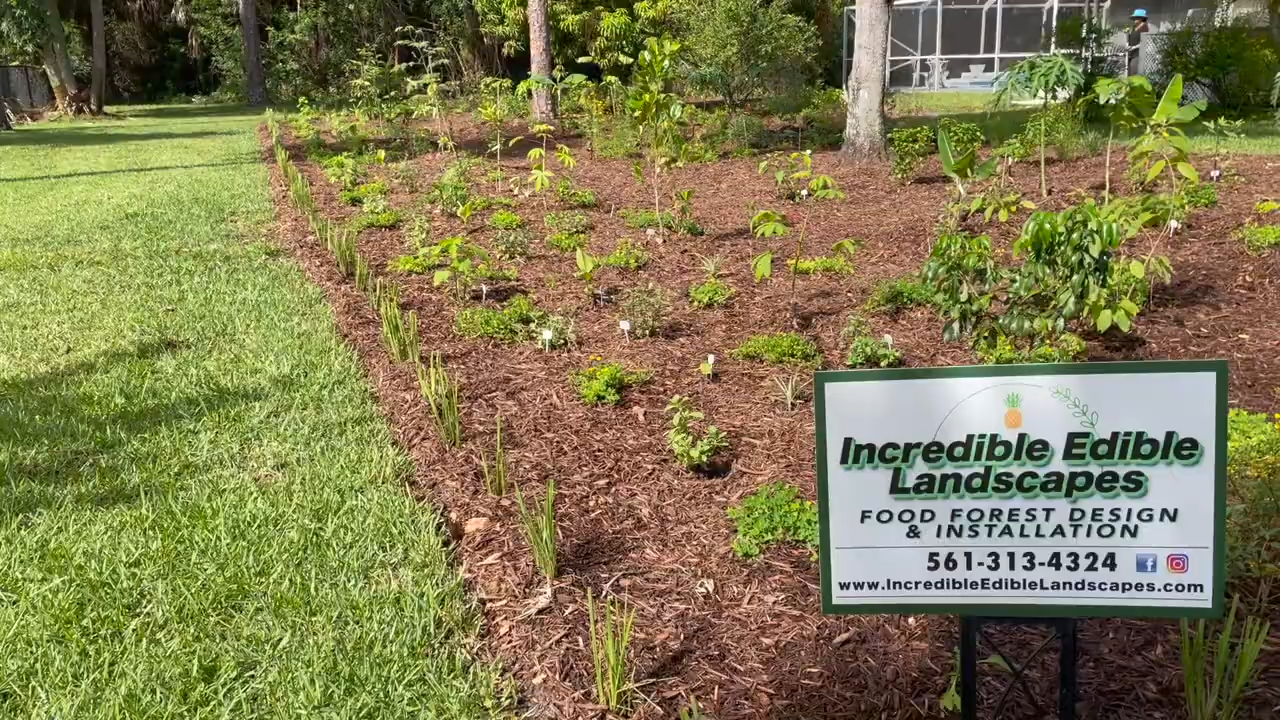 Incredible Edible
Landscapes
FOOD FOREST DESIGN
& INSTALLATION
561-313-4324
www.IncredibleEdibleLandscapes.com